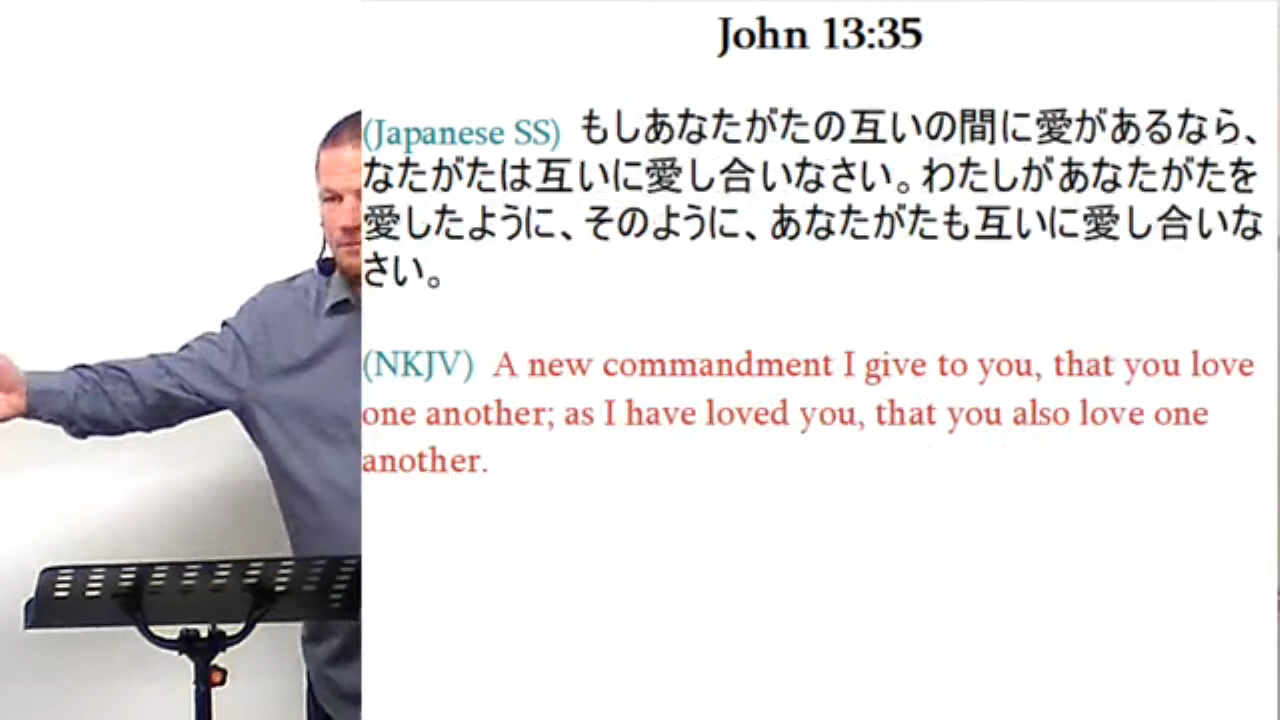 John 13:35
(Japanese SS) もしあなたがたの互いの間に愛があるなら、
なたがたは互いに愛し合いなさい。わたしがあなたがたを
愛したように、そのように、あなたがたも互いに愛し合いな
さい。
(NKJV) A new commandment I give to you, that you love
one another; as I have loved you, that you also love one
another.